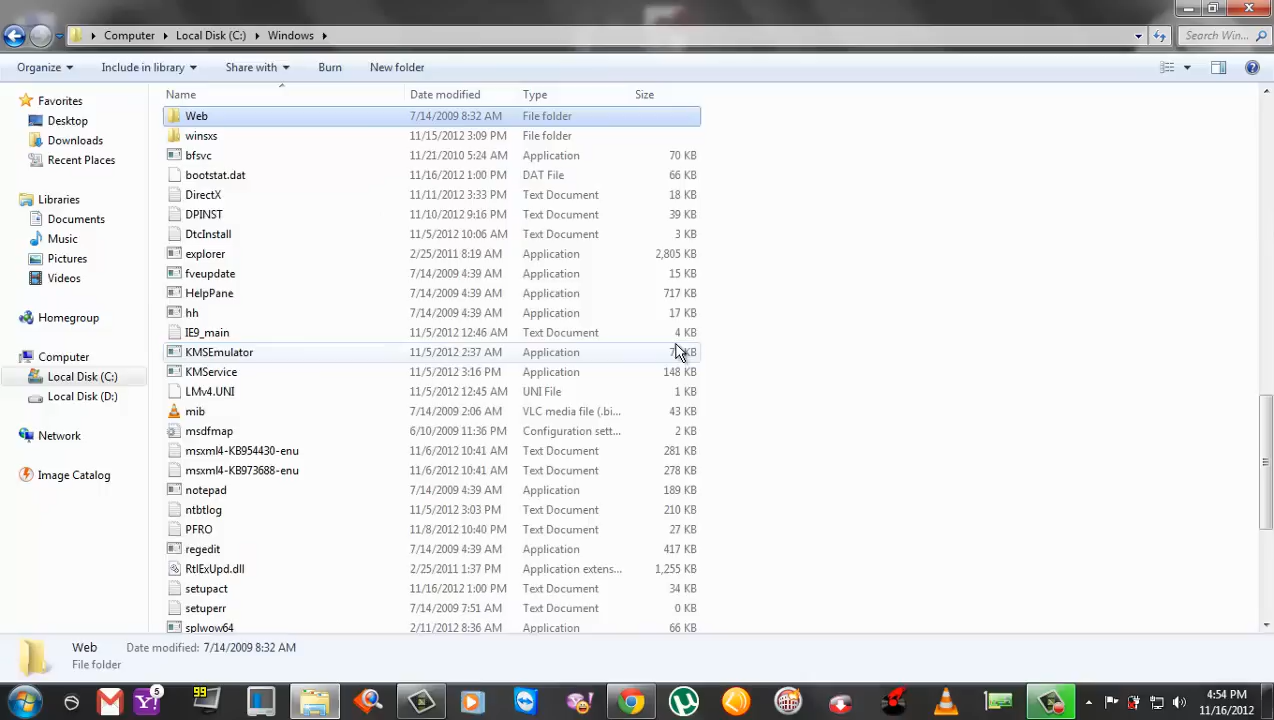 Computer Local Disk (C:) Windows Search Win...
Organize Include in library Share with Burn New folder
Name Date modified Type Size
Favorites
Desktop
Downloads
Recent Places
Libraries
Documents
Music
Pictures
Videos
Homegroup
Computer
Local Disk (C:)
Local Disk (D:)
Network
Image Catalog
Web 7/14/2009 8:32 AM File folder
winsxs 11/15/2012 3:09 PM File folder
bfsvc 11/21/2010 5:24 AM Application 70 KB
bootstat.dat 11/16/2012 1:00 PM DAT File 66 KB
DirectX 11/11/2012 3:33 PM Text Document 18 KB
DPINST 11/10/2012 9:16 PM Text Document 39 KB
DtcInstall 11/5/2012 10:06 AM Text Document 3 KB
explorer 2/25/2011 8:19 AM Application 2,805 KB
fveupdate 7/14/2009 4:39 AM Application 15 KB
HelpPane 7/14/2009 4:39 AM Application 717 KB
hh 7/14/2009 4:39 AM Application 17 KB
IE9_main 11/5/2012 12:46 AM Text Document 4 KB
KMSEmulator 11/5/2012 2:37 AM Application KB
KMService 11/5/2012 3:16 PM Application 148 KB
LMv4.UNI 11/5/2012 12:45 AM UNI File 1 KB
mib 7/14/2009 2:06 AM VLC media file (.bi... 43 KB
msdfmap 6/10/2009 11:36 PM Configuration sett... 2 KB
msxml4-KB954430-enu 11/6/2012 10:41 AM Text Document 281 KB
msxml4-KB973688-enu 11/6/2012 10:41 AM Text Document 278 KB
notepad 7/14/2009 4:39 AM Application 189 KB
ntbtlog 11/5/2012 3:03 PM Text Document 210 KB
PFRO 11/8/2012 10:40 PM Text Document 27 KB
regedit 7/14/2009 4:39 AM Application 417 KB
RtlExUpd.dll 2/25/2011 1:37 PM Application extens... 1,255 KB
setupact 11/16/2012 1:00 PM Text Document 34 KB
setuperr 7/14/2009 7:51 AM Text Document 0 KB
splwow64 2/11/2012 8:36 AM Application 66 KB
Web Date modified: 7/14/2009 8:32 AM
File folder
5
99
4:54 PM
11/16/2012